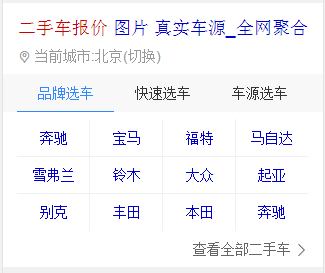 二手车报价 图片 真实车源_全网聚合
当前城市:北京(切换)
品牌选车 快速选车 车源选车
奔驰 宝马 福特 马自达
雪弗兰 铃木 大众 起亚
别克 丰田 本田 奔驰
查看全部二手车 >